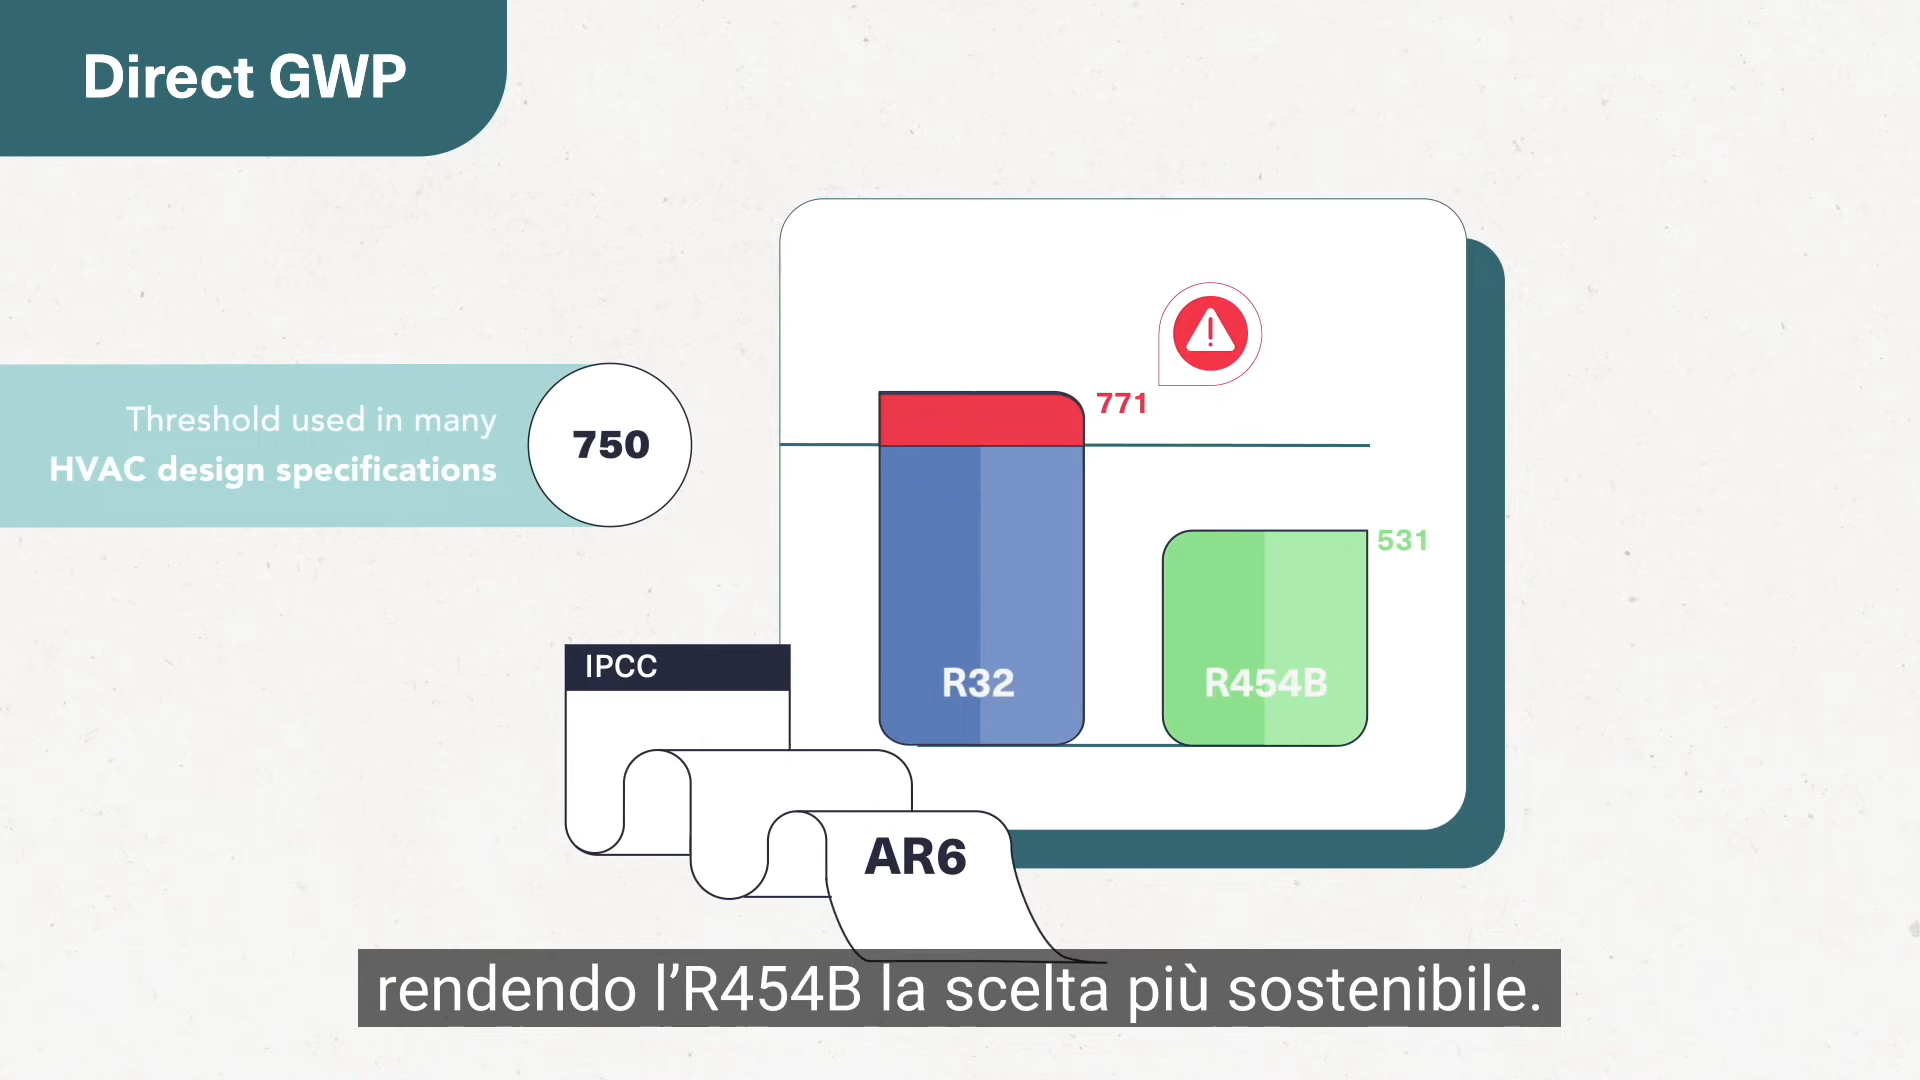 Direct GWP
Threshold used in many
HVAC design specifications
750
771
531
R32
R454B
IPCC
AR6
rendendo l’R454B la scelta più sostenibile.